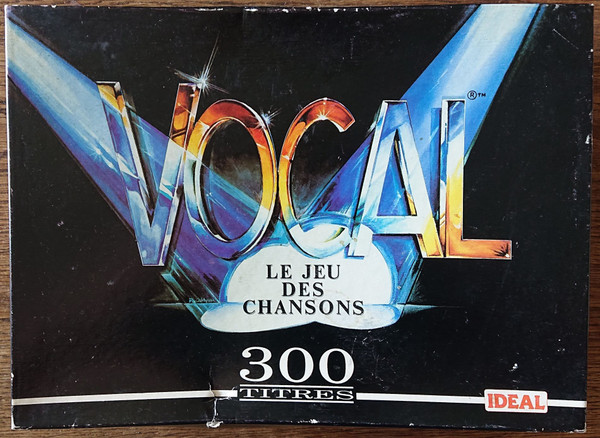 VOCAL ®™
LE JEU
DES
CHANSONS
300
TITRES
IDEAL